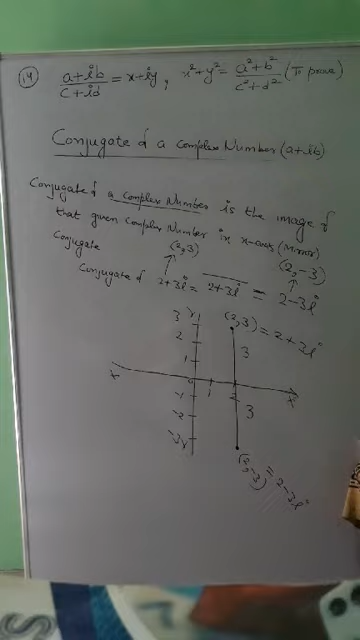 (14) a+ib/c+id = x+iy, x²+y² = a²+b²/c²+d² (T prove)
Conjugate of a complex Number (a+ib)
Conjugate of a complex Number is the image of
that given complex Number in x-axis (Mirror)
Conjugate (2,3) (2,-3)
Conjugate of 2+3i = 2+3i = 2-3i
3 Y (2,3) = 2+3i
2 3
1
X 0 1 2 X
-1 3
-2
-3 Y
(2,-3) = 2-3i